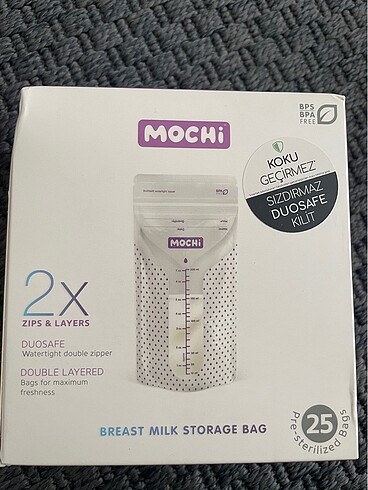 BPS
BPA
FREE
MOCHi
KOKU
GEÇİRMEZ
SIZDIRMAZ
DUOSAFE
KİLİT
MOCHi
2x
ZIPS & LAYERS
DUOSAFE
Watertight double zipper
DOUBLE LAYERED
Bags for maximum
freshness
BREAST MILK STORAGE BAG
25
Pre-sterilized Bags